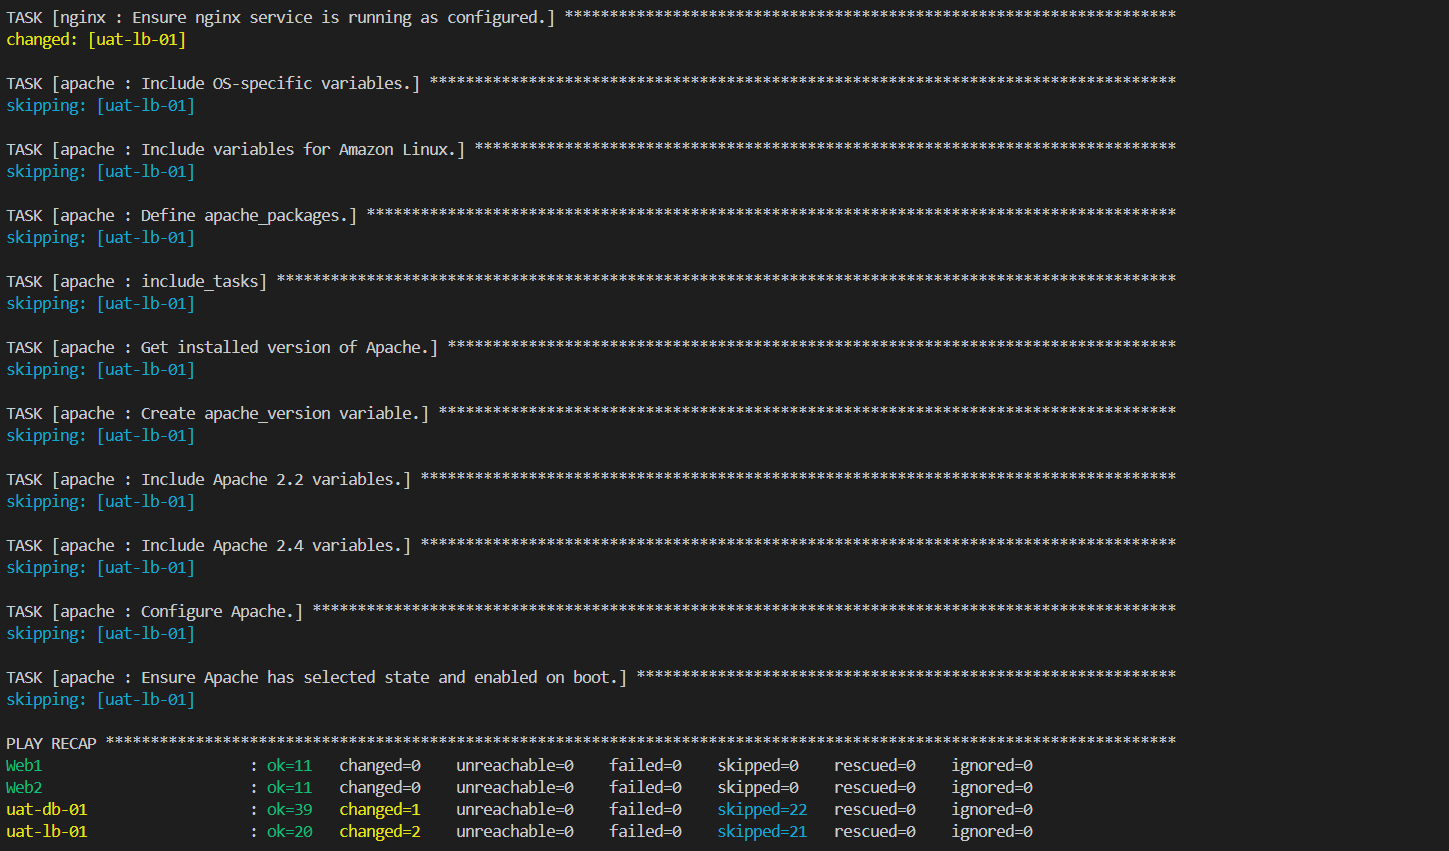 TASK [nginx : Ensure nginx service is running as configured.] ********************************************************************
changed: [uat-lb-01]
TASK [apache : Include OS-specific variables.] ***********************************************************************************
skipping: [uat-lb-01]
TASK [apache : Include variables for Amazon Linux.] ******************************************************************************
skipping: [uat-lb-01]
TASK [apache : Define apache_packages.] ******************************************************************************************
skipping: [uat-lb-01]
TASK [apache : include_tasks] ****************************************************************************************************
skipping: [uat-lb-01]
TASK [apache : Get installed version of Apache.] *********************************************************************************
skipping: [uat-lb-01]
TASK [apache : Create apache_version variable.] **********************************************************************************
skipping: [uat-lb-01]
TASK [apache : Include Apache 2.2 variables.] ************************************************************************************
skipping: [uat-lb-01]
TASK [apache : Include Apache 2.4 variables.] ************************************************************************************
skipping: [uat-lb-01]
TASK [apache : Configure Apache.] ************************************************************************************************
skipping: [uat-lb-01]
TASK [apache : Ensure Apache has selected state and enabled on boot.] ************************************************************
skipping: [uat-lb-01]
PLAY RECAP ***********************************************************************************************************************
Web1                       : ok=11   changed=0    unreachable=0    failed=0    skipped=0    rescued=0    ignored=0
Web2                       : ok=11   changed=0    unreachable=0    failed=0    skipped=0    rescued=0    ignored=0
uat-db-01                  : ok=39   changed=1    unreachable=0    failed=0    skipped=22   rescued=0    ignored=0
uat-lb-01                  : ok=20   changed=2    unreachable=0    failed=0    skipped=21   rescued=0    ignored=0